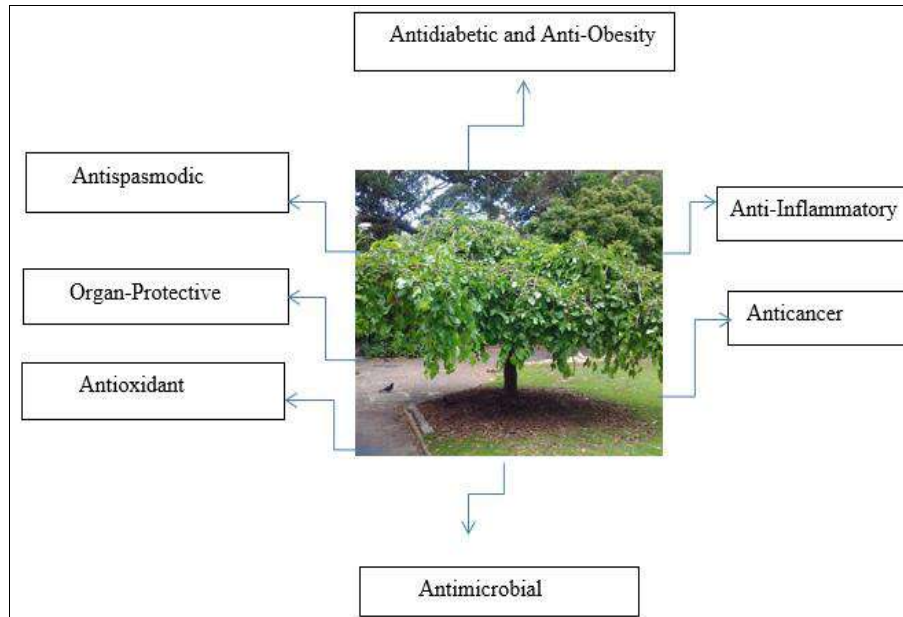 Antidiabetic and Anti-Obesity
Antispasmodic
Anti-Inflammatory
Organ-Protective
Anticancer
Antioxidant
Antimicrobial